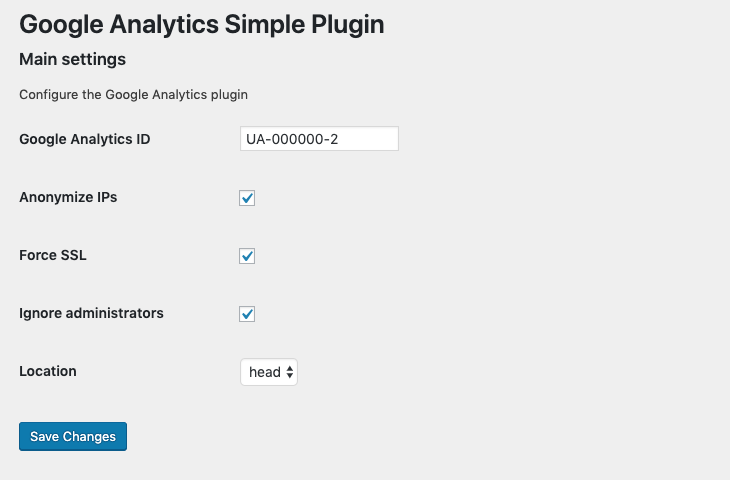 Google Analytics Simple Plugin
Main settings
Configure the Google Analytics plugin
Google Analytics ID UA-000000-2
Anonymize IPs
Force SSL
Ignore administrators
Location head
Save Changes